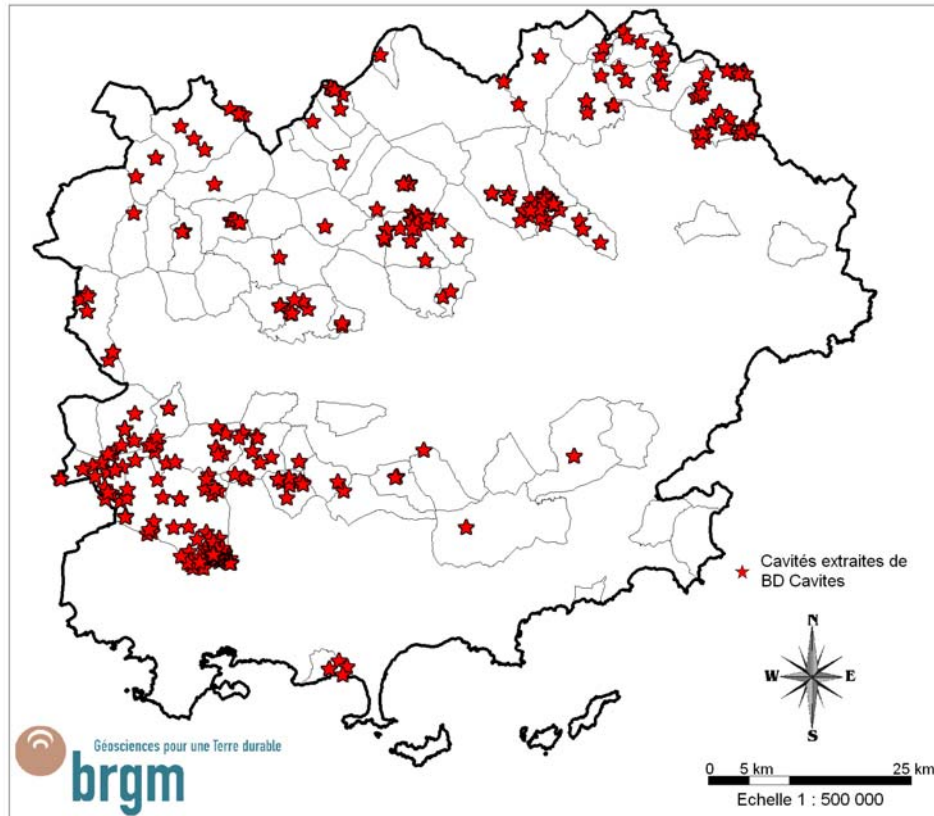 Cavités extraites de
BD Cavites
N
W E
S
Géosciences pour une Terre durable
brgm
0 5 km 25 km
Echelle 1 : 500 000